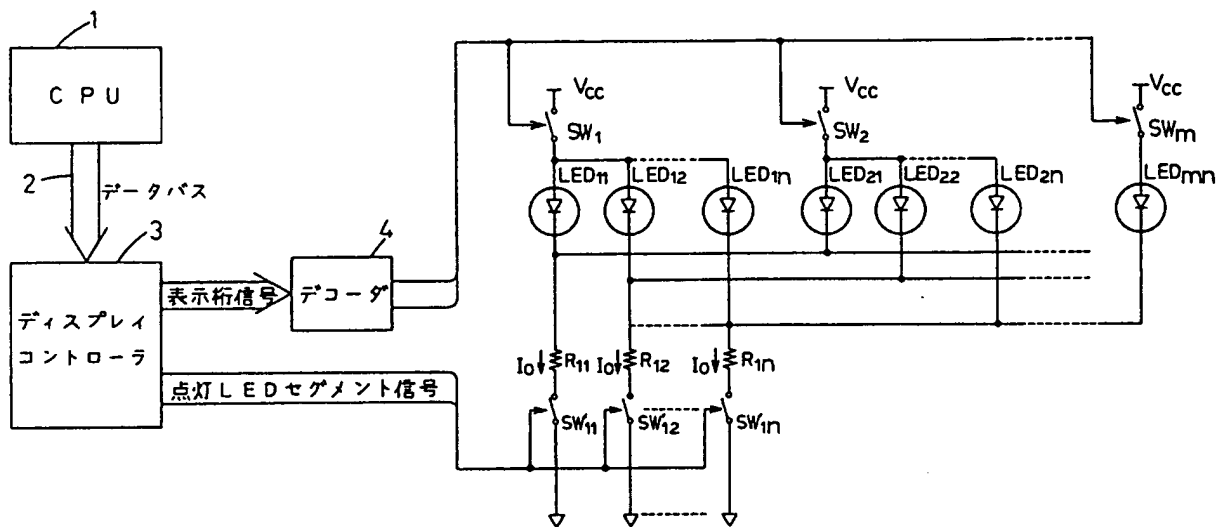 1
CPU
2
データバス
3
ディスプレイ
コントローラ
表示桁信号
4
デコーダ
点灯LEDセグメント信号
Vcc
SW1
Vcc
SW2
Vcc
SWm
LED11
LED12
LED1n
LED21
LED22
LED2n
LEDmn
I0
R11
I0
R12
I0
R1n
SW11
SW12
SW1n